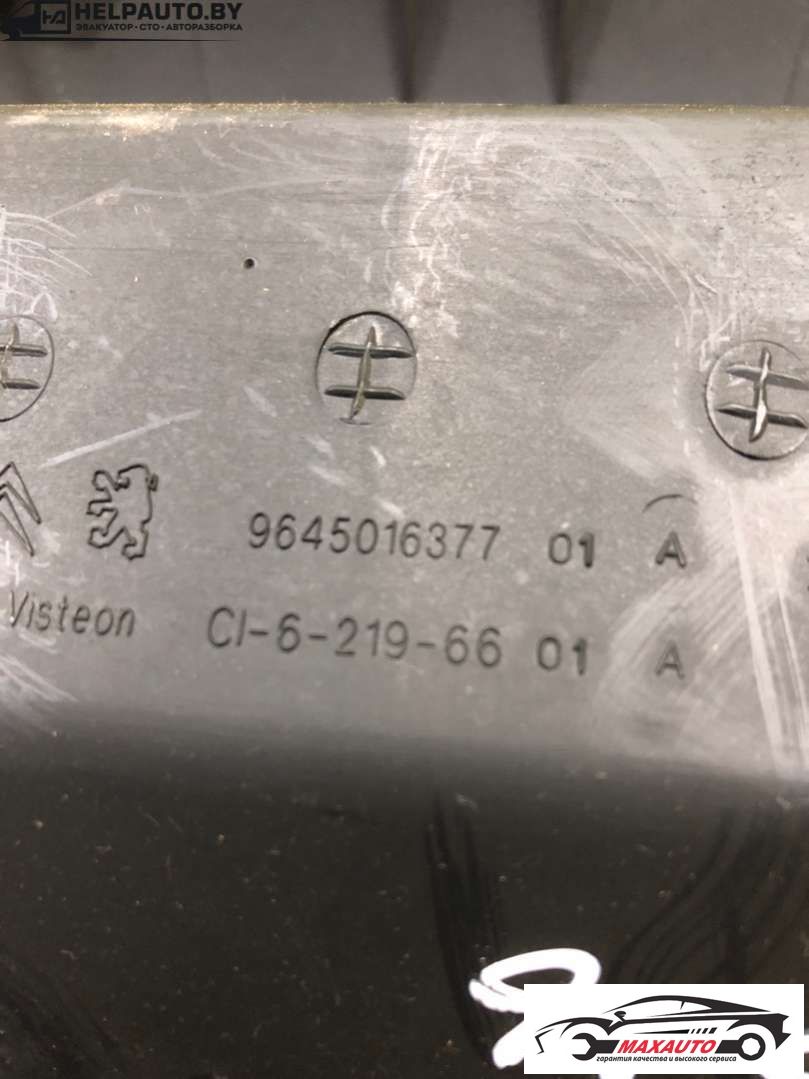 HELPAUTO.BY
ЭВАКУАТОР • СТО • АВТОРАЗБОРКА
9645016377 01 A
Visteon CI-6-219-66 01 A
MAXAUTO
гарантия качества и высокого сервиса